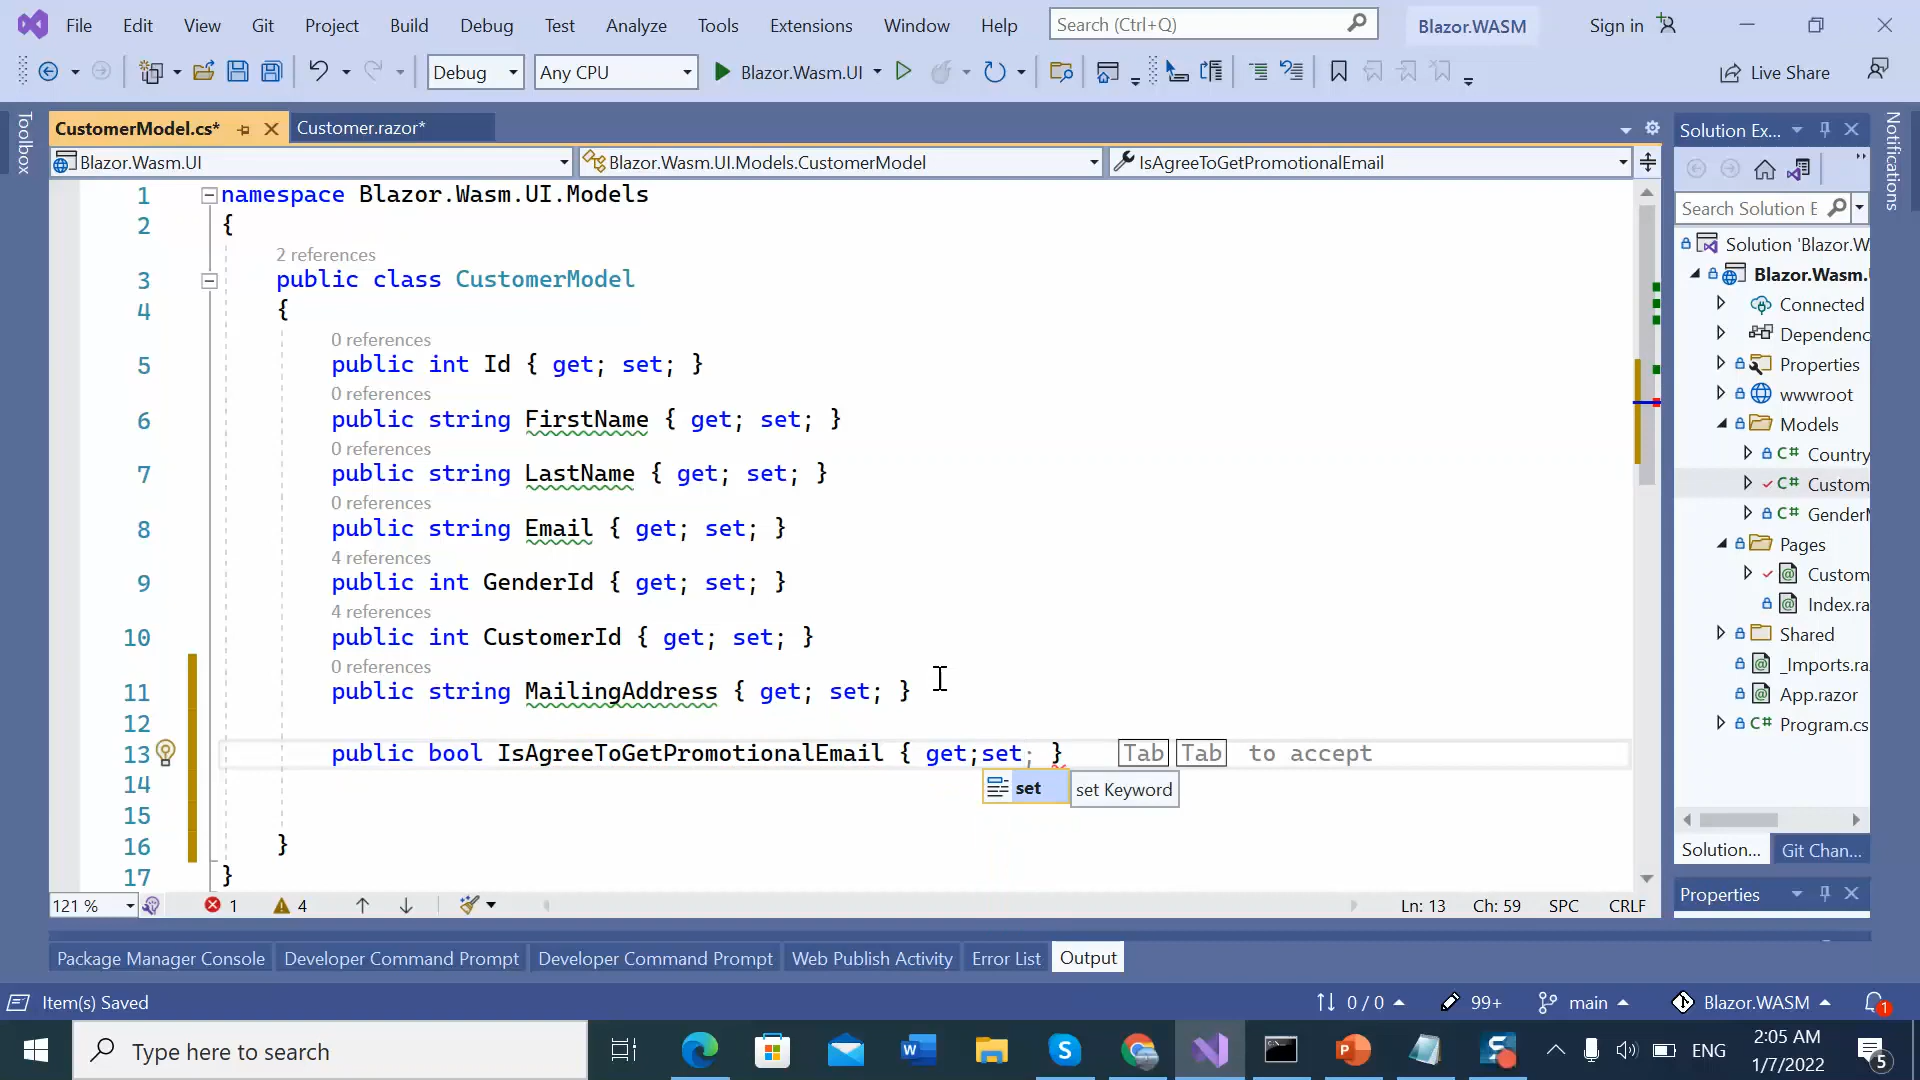 File Edit View Git Project Build Debug Test Analyze Tools Extensions Window Help Search (Ctrl+Q) Blazor.WASM Sign in
Debug Any CPU Blazor.Wasm.UI Live Share
Toolbox
CustomerModel.cs* Customer.razor*
Blazor.Wasm.UI Blazor.Wasm.UI.Models.CustomerModel IsAgreeToGetPromotionalEmail
1 namespace Blazor.Wasm.UI.Models
2 {
2 references
3 public class CustomerModel
4 {
0 references
5 public int Id { get; set; }
0 references
6 public string FirstName { get; set; }
0 references
7 public string LastName { get; set; }
0 references
8 public string Email { get; set; }
4 references
9 public int GenderId { get; set; }
4 references
10 public int CustomerId { get; set; }
0 references
11 public string MailingAddress { get; set; }
12
13 public bool IsAgreeToGetPromotionalEmail { get;set; } Tab Tab to accept
set set Keyword
14
15
16 }
17 }
121 % 1 4 Ln: 13 Ch: 59 SPC CRLF
Solution Ex...
Search Solution E
Solution 'Blazor.W
Blazor.Wasm.
Connected
Dependenc
Properties
wwwroot
Models
C# Country
C# Custom
C# GenderM
Pages
Custom
Index.ra
Shared
_Imports.ra
App.razor
C# Program.cs
Solution... Git Chan...
Properties
Notifications
Package Manager Console Developer Command Prompt Developer Command Prompt Web Publish Activity Error List Output
Item(s) Saved 0 / 0 99+ main Blazor.WASM 1
Type here to search ENG 2:05 AM
1/7/2022 5